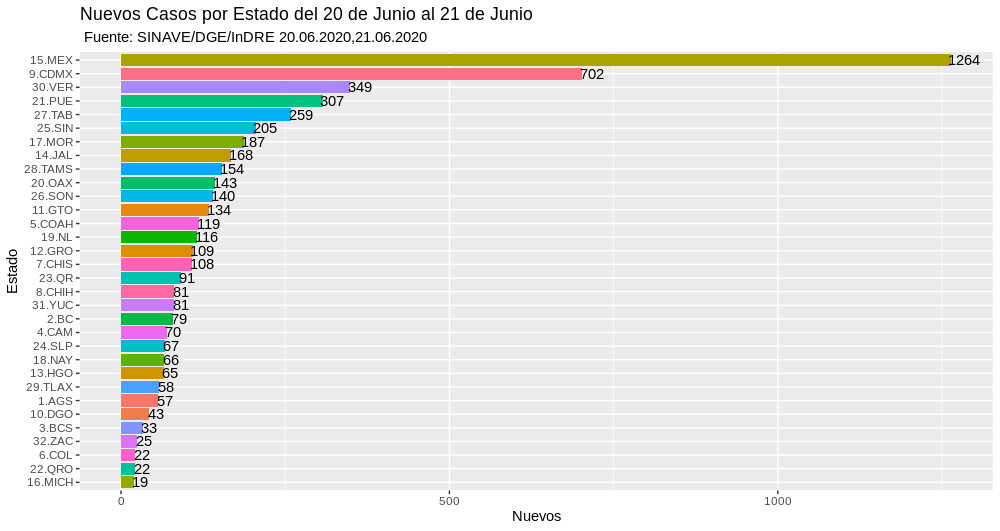 Nuevos Casos por Estado del 20 de Junio al 21 de Junio
Fuente: SINAVE/DGE/InDRE 20.06.2020,21.06.2020
Estado
15.MEX 1264
9.CDMX 702
30.VER 349
21.PUE 307
27.TAB 259
25.SIN 205
17.MOR 187
14.JAL 168
28.TAMS 154
20.OAX 143
26.SON 140
11.GTO 134
5.COAH 119
19.NL 116
12.GRO 109
7.CHIS 108
23.QR 91
8.CHIH 81
31.YUC 81
2.BC 79
4.CAM 70
24.SLP 67
18.NAY 66
13.HGO 65
29.TLAX 58
1.AGS 57
10.DGO 43
3.BCS 33
32.ZAC 25
6.COL 22
22.QRO 22
16.MICH 19
0 500 1000
Nuevos